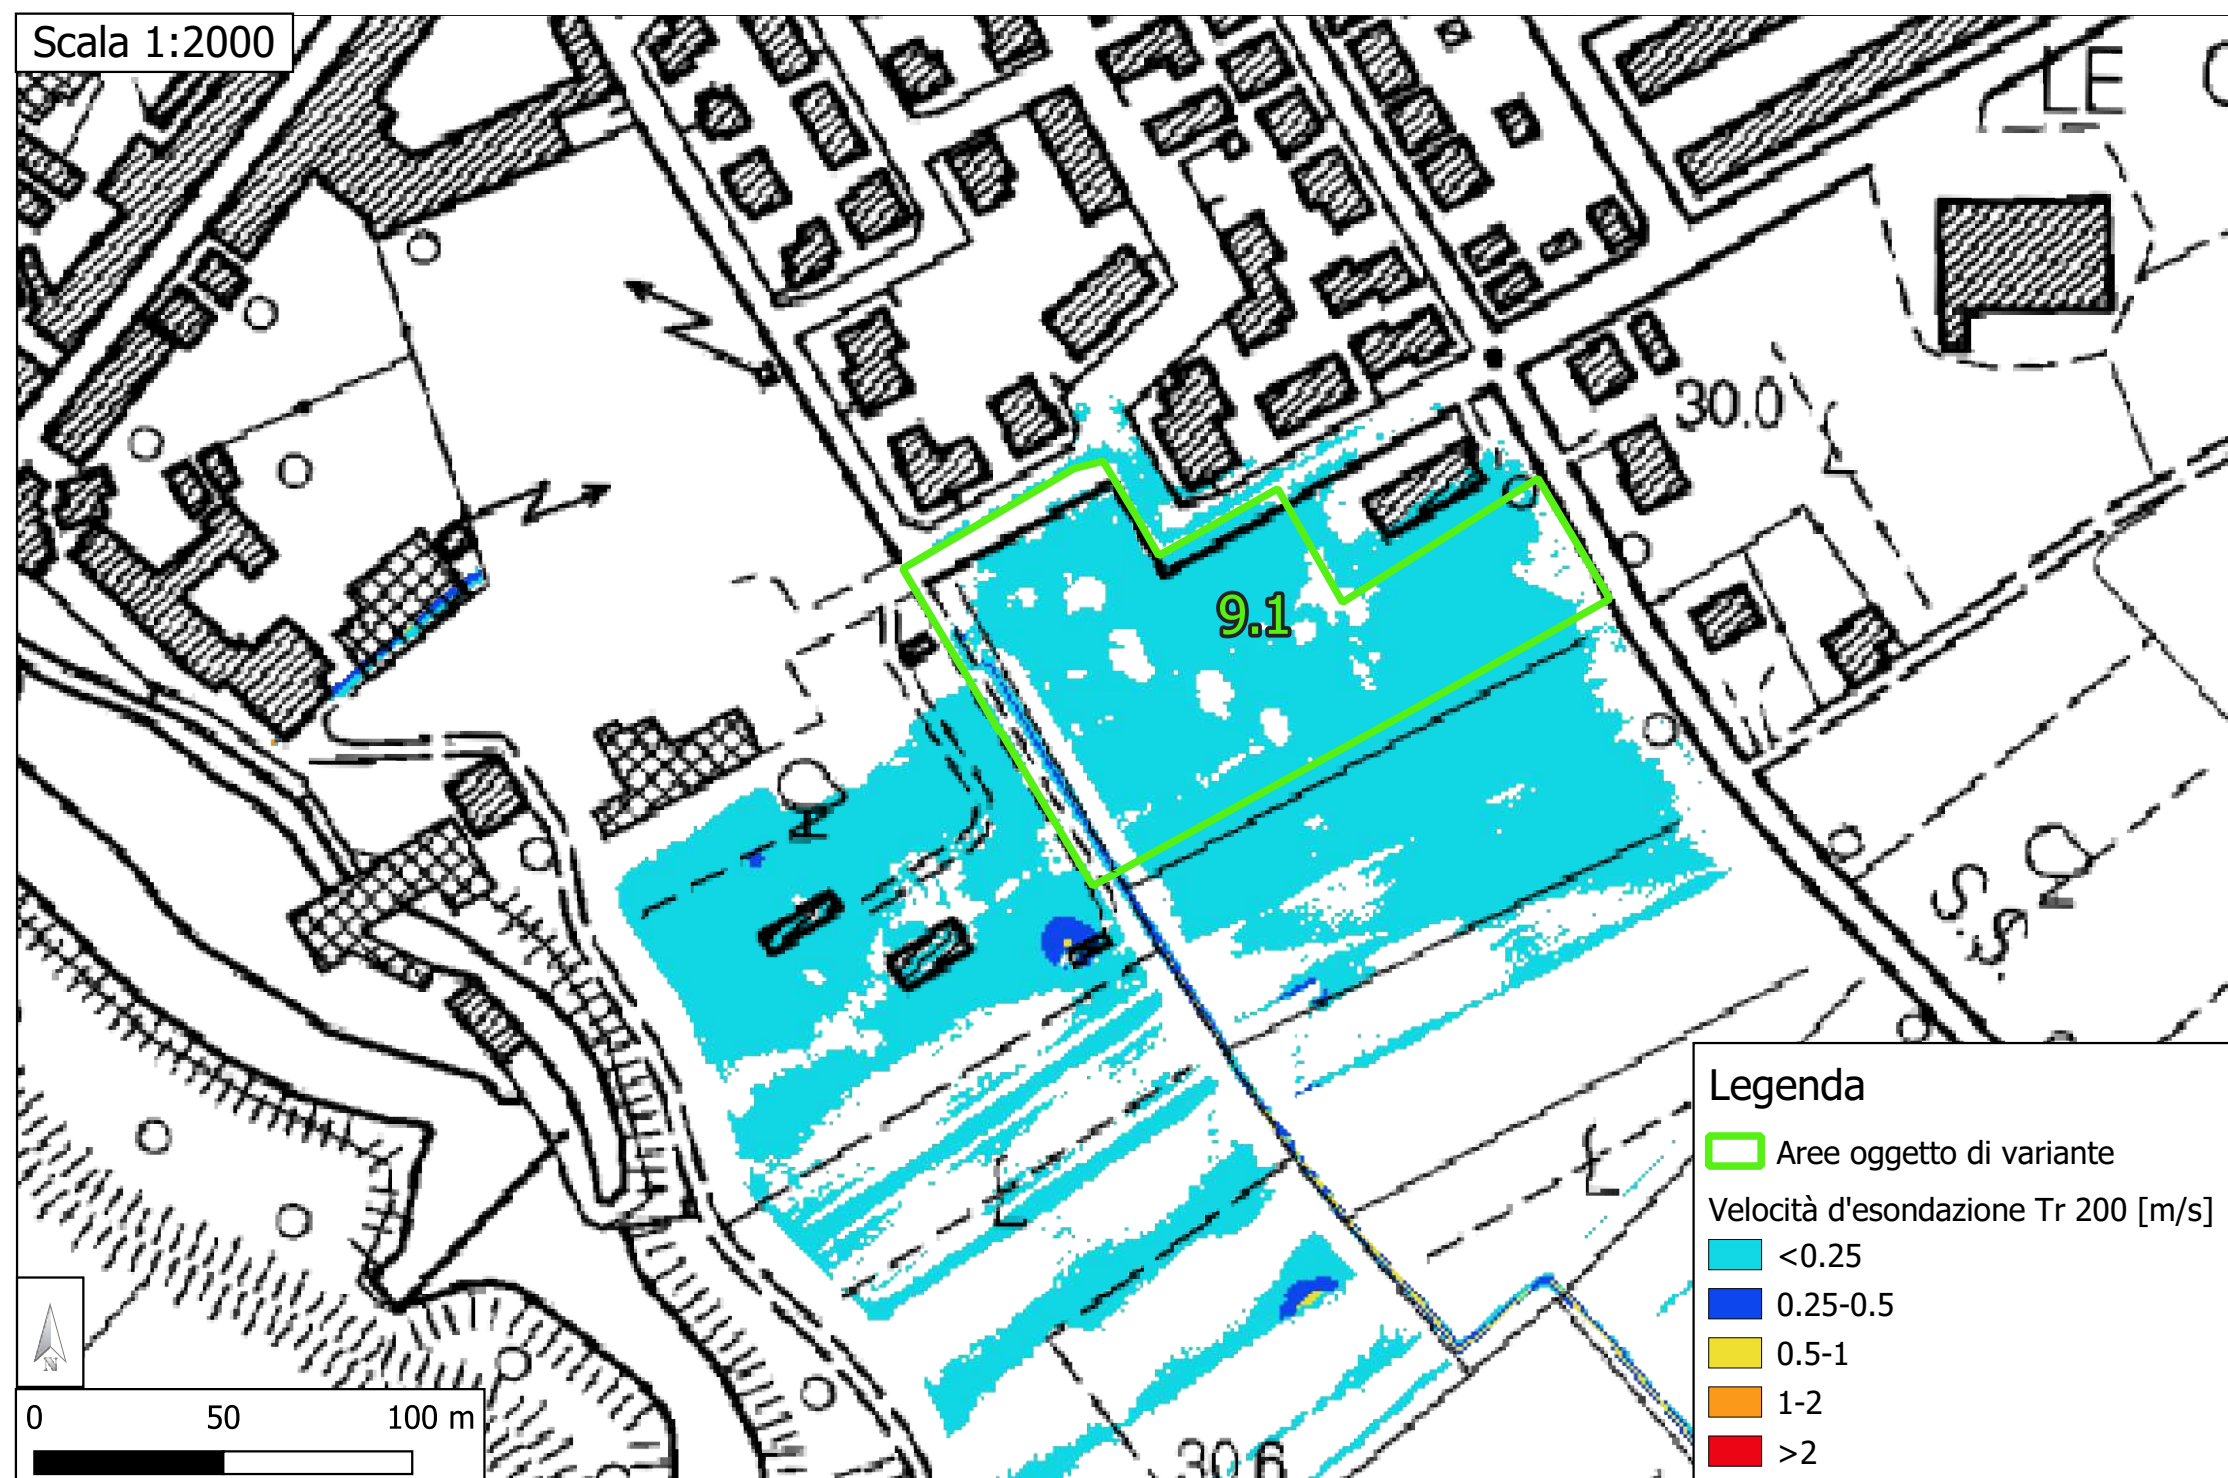 Scala 1:2000
LE
30.0
9.1
S.S.
30.6
Legenda
Aree oggetto di variante
Velocità d'esondazione Tr 200 [m/s]
<0.25
0.25-0.5
0.5-1
1-2
>2
N
0 50 100 m